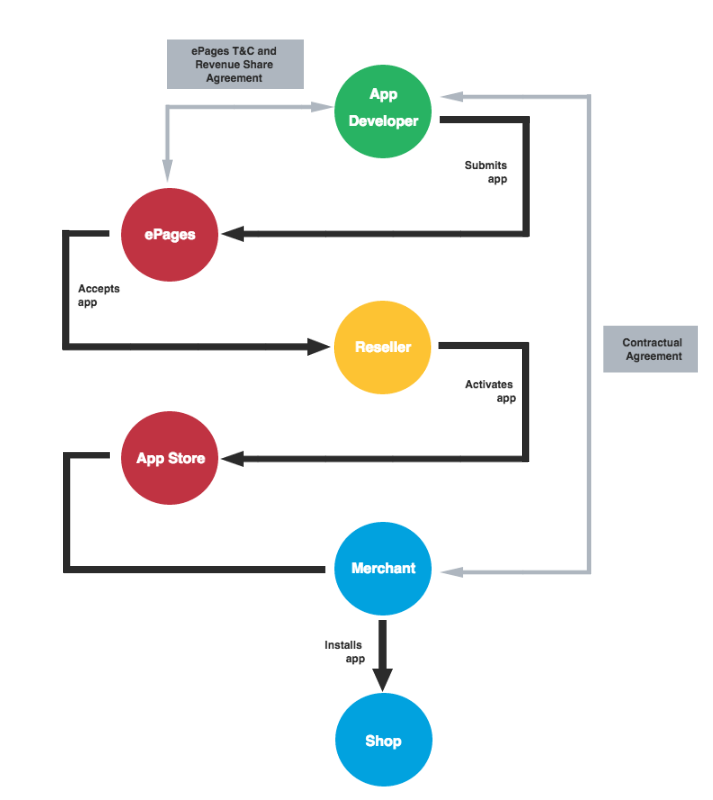 ePages T&C and
Revenue Share
Agreement
App
Developer
Submits
app
ePages
Accepts
app
Reseller
Contractual
Agreement
Activates
app
App Store
Merchant
Installs
app
Shop